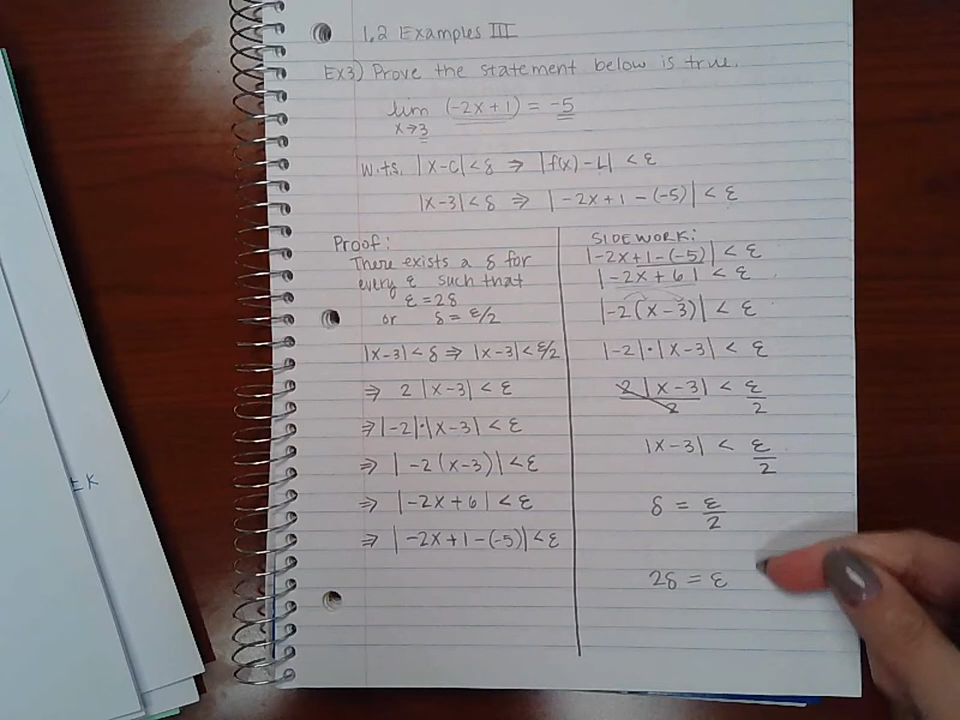 1.2 Examples III
Ex3) Prove the statement below is true.
lim (-2x + 1) = -5
x→3
w.t.s. |x-c| < δ ⇒ |f(x) - L| < ε
|x-3| < δ ⇒ |-2x + 1 - (-5)| < ε
Proof:
There exists a δ for
every ε such that
ε = 2δ
or δ = ε/2
|x-3| < δ ⇒ |x-3| < ε/2
⇒ 2 |x-3| < ε
⇒ |-2|·|x-3| < ε
⇒ |-2(x-3)| < ε
⇒ |-2x + 6| < ε
⇒ |-2x + 1 - (-5)| < ε
SIDEWORK:
|-2x+1-(-5)| < ε
|-2x + 6| < ε
|-2(x-3)| < ε
|-2|·|x-3| < ε
2|x-3| < ε
2 2
|x-3| < ε
2
δ = ε
2
2δ = ε
EK